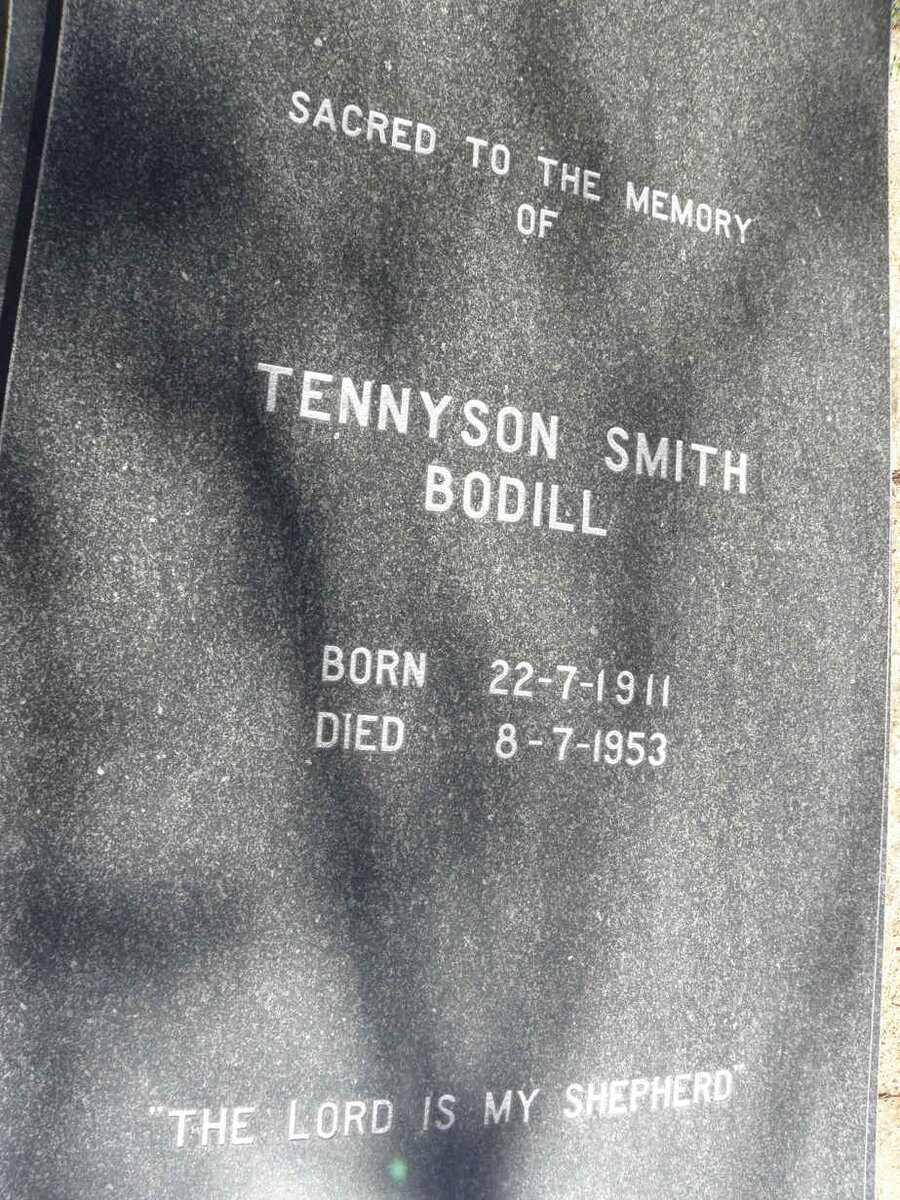 SACRED TO THE MEMORY
OF
TENNYSON SMITH
BODILL
BORN 22-7-1911
DIED 8-7-1953
"THE LORD IS MY SHEPHERD"